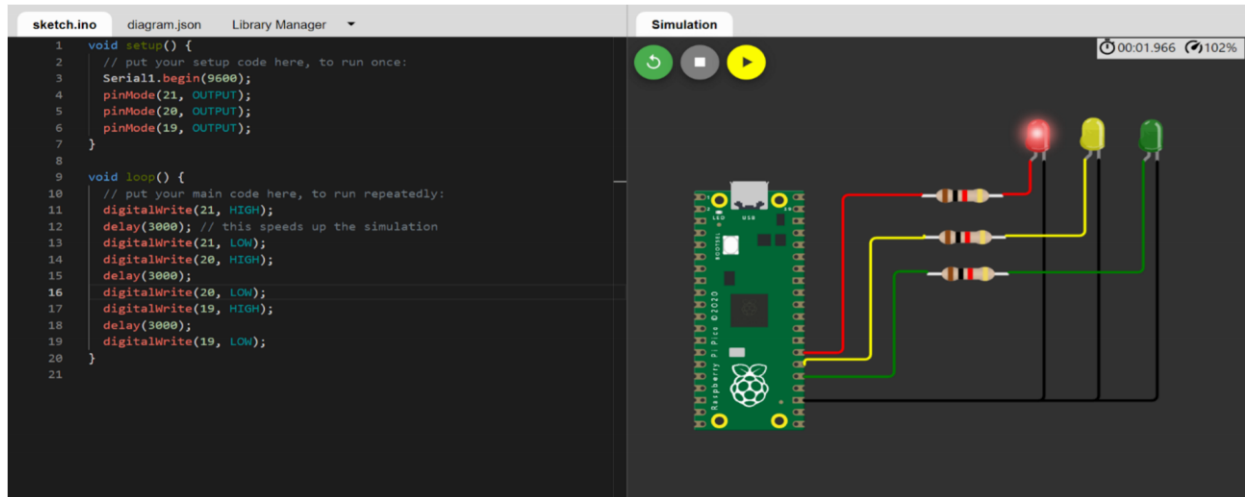 sketch.ino diagram.json Library Manager
Simulation
1 void setup() {
2 // put your setup code here, to run once:
3 Serial1.begin(9600);
4 pinMode(21, OUTPUT);
5 pinMode(20, OUTPUT);
6 pinMode(19, OUTPUT);
7 }
8
9 void loop() {
10 // put your main code here, to run repeatedly:
11 digitalWrite(21, HIGH);
12 delay(3000); // this speeds up the simulation
13 digitalWrite(21, LOW);
14 digitalWrite(20, HIGH);
15 delay(3000);
16 digitalWrite(20, LOW);
17 digitalWrite(19, HIGH);
18 delay(3000);
19 digitalWrite(19, LOW);
20 }
21
00:01.966 102%
LED USB
BOOTSEL
Raspberry Pi Pico ©2020